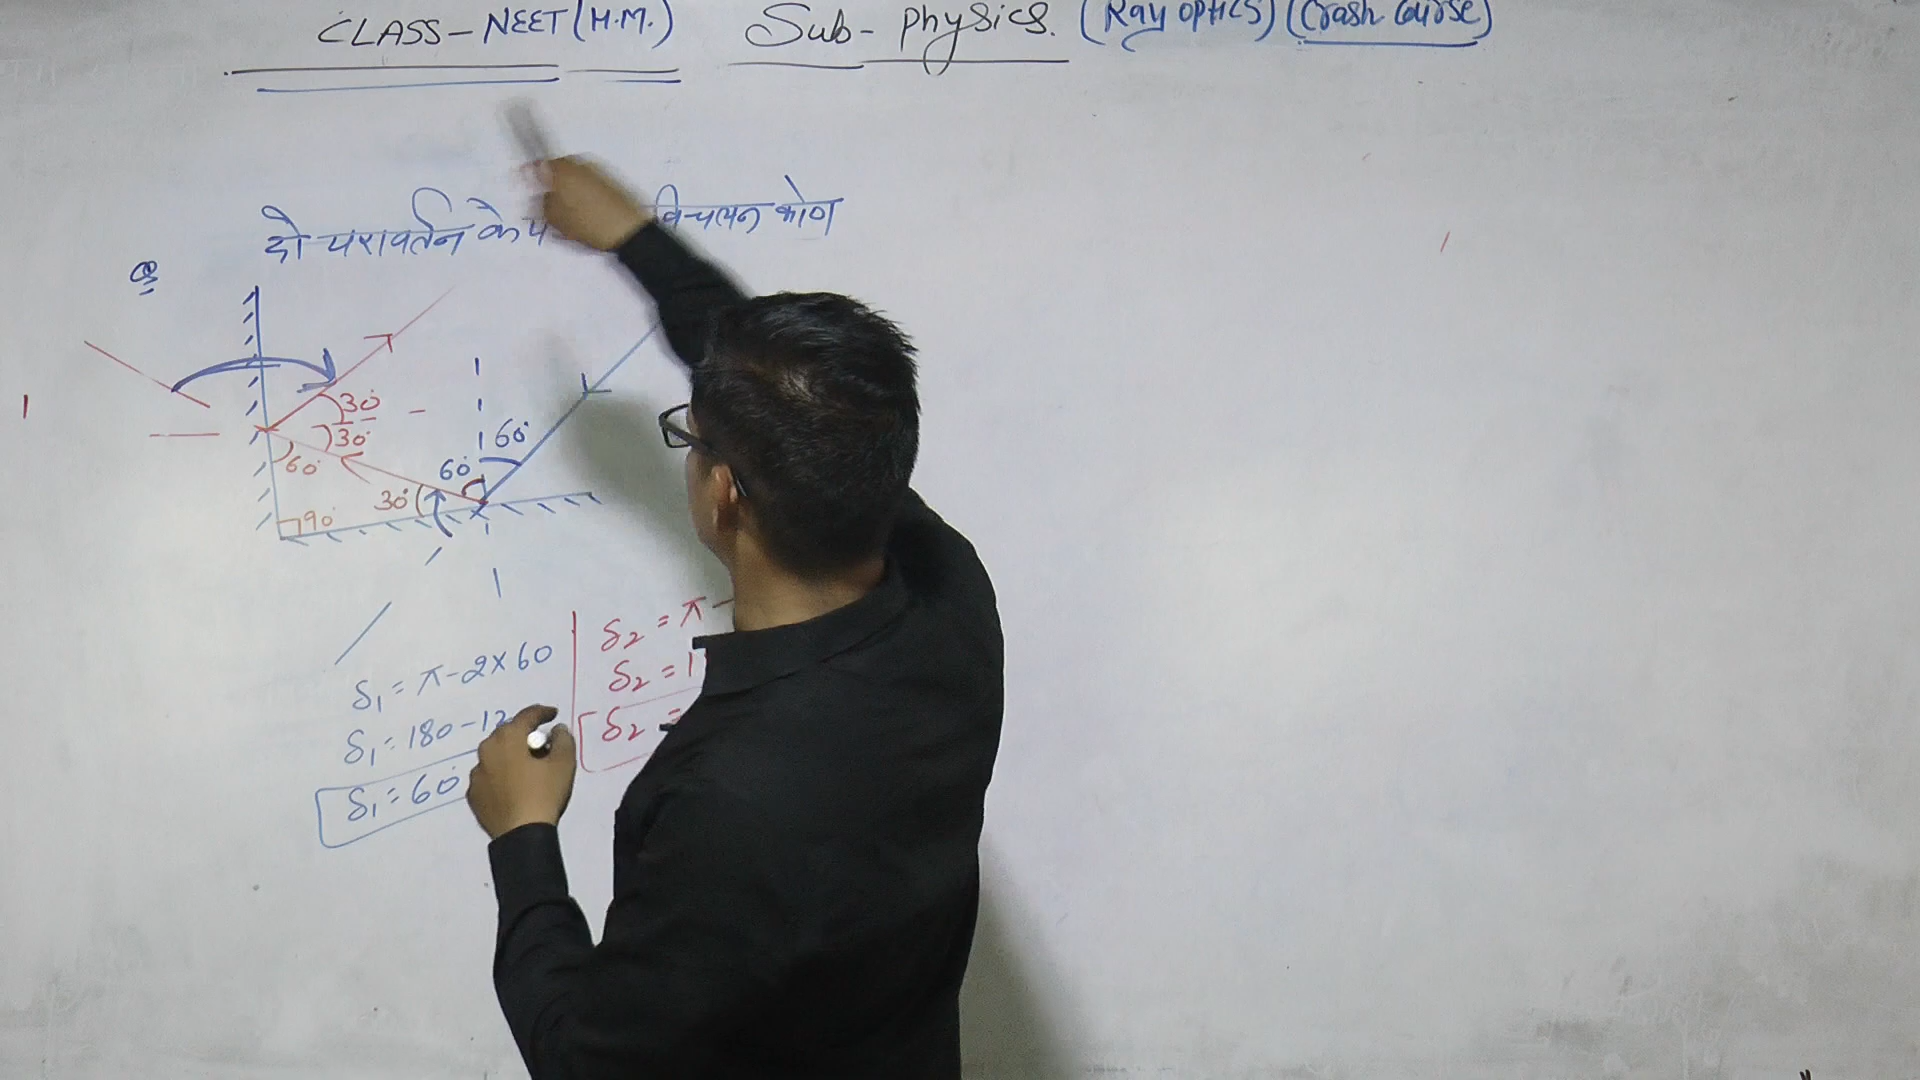 CLASS-NEET(H.M.) Sub- Physics. (Ray optics) (Crash Course)
दो परावर्तन के विचलन कोण
Q
30°
30°
60°
60°
60°
30°
90°
δ₁ = π-2×60
δ₁ = 180-12
δ₁ = 60°
δ₂ = π-
δ₂ = 1
δ₂ =